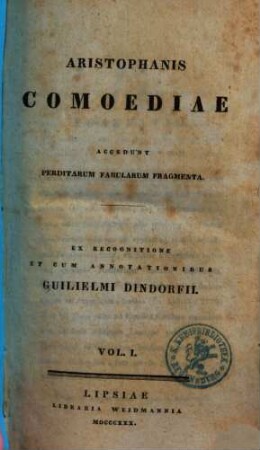 ARISTOPHANIS
COMOEDIAE
ACCEDUNT
PERDITARUM FABULARUM FRAGMENTA.
EX RECOGNITIONE
ET CUM ANNOTATIONIBUS
GUILIELMI DINDORFII.
VOL. I.
LIPSIAE
LIBRARIA WEIDMANNIA
MDCCCXXX.